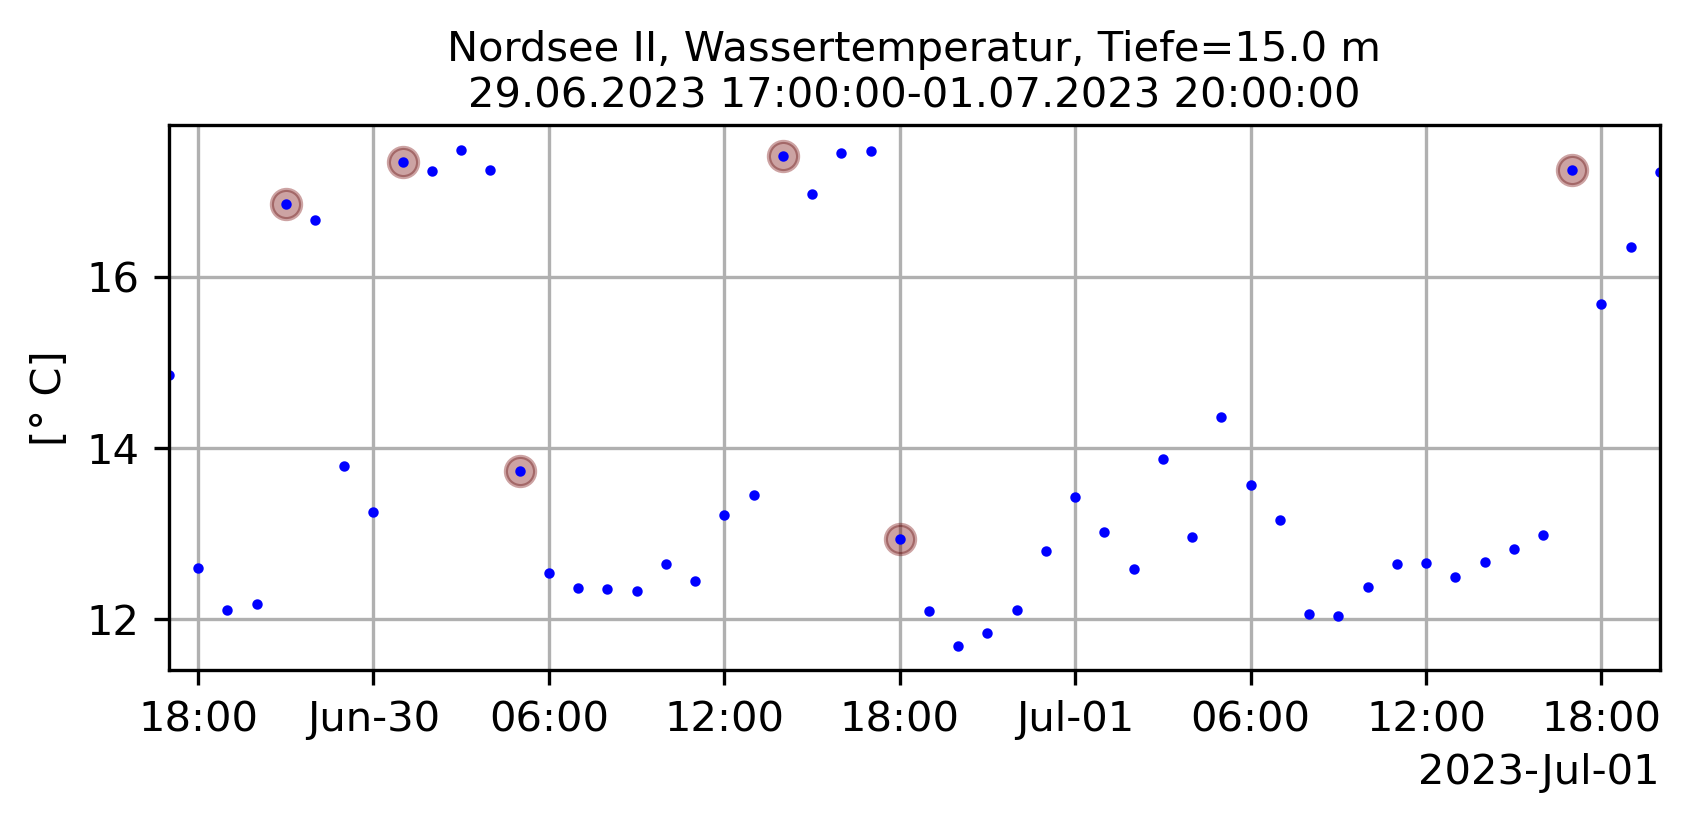 Nordsee II, Wassertemperatur, Tiefe=15.0 m
29.06.2023 17:00:00-01.07.2023 20:00:00
[° C]
16
14
12
18:00 Jun-30 06:00 12:00 18:00 Jul-01 06:00 12:00 18:00
2023-Jul-01